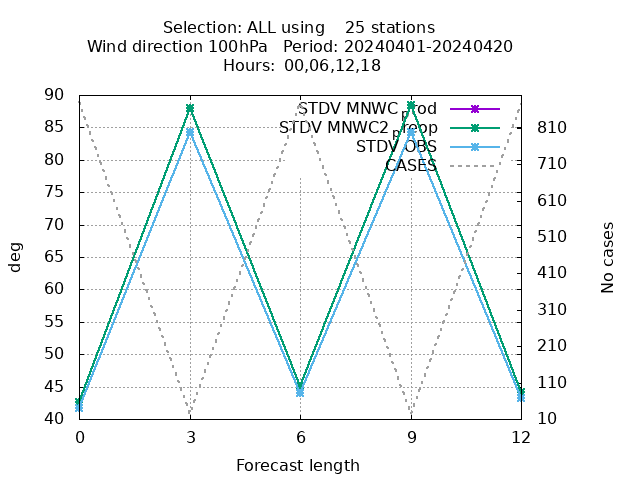 Selection: ALL using    25 stations
Wind direction 100hPa   Period: 20240401-20240420
Hours: 00,06,12,18
90
85
80
75
70
65
60
55
50
45
40
deg
STDV MNWC prod
STDV MNWC2 preop
STDV OBS
CASES
810
710
610
510
410
310
210
110
10
No cases
0 3 6 9 12
Forecast length